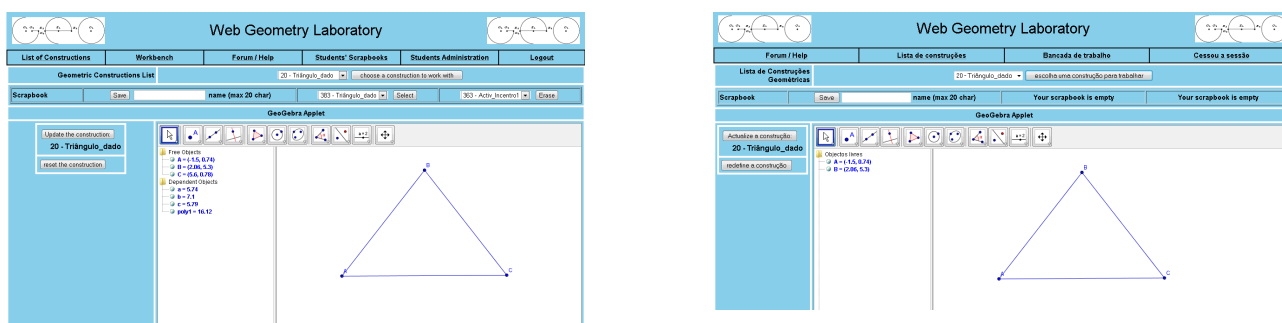 Web Geometry Laboratory
List of Constructions Workbench Forum / Help Students' Scrapbooks Students Administration Logout
Geometric Constructions List 20 - Triângulo_dado choose a construction to work with
Scrapbook Save name (max 20 char) 383 - Triângulo_dado Select 363 - Activ_Incentro1 Erase
GeoGebra Applet
Update the construction:
20 - Triângulo_dado
reset the construction
Free Objects
A = (-1.5, 0.74)
B = (2.06, 5.3)
C = (5.6, 0.78)
Dependent Objects
a = 5.74
b = 7.1
c = 5.79
poly1 = 16.12
B
A
C
Web Geometry Laboratory
Forum / Help Lista de construções Bancada de trabalho Cessou a sessão
Lista de Construções
Geométricas
20 - Triângulo_dado escolha uma construção para trabalhar
Scrapbook Save name (max 20 char) Your scrapbook is empty Your scrapbook is empty
GeoGebra Applet
Actualize a construção:
20 - Triângulo_dado
redefine a construção
Objectos livres
A = (-1.5, 0.74)
B = (2.06, 5.3)
B
A
C